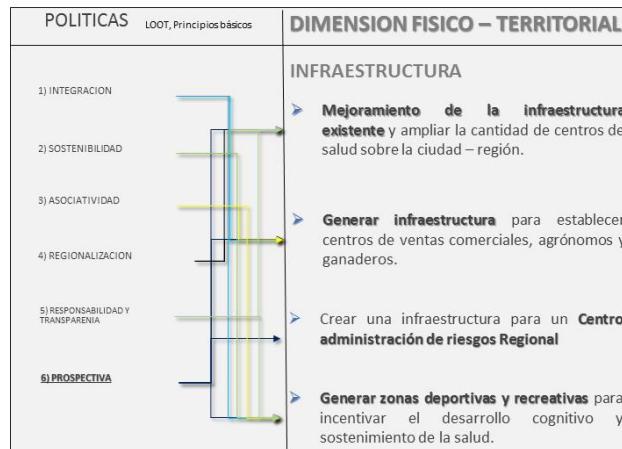 POLITICAS LOOT, Principios básicos
1) INTEGRACION
2) SOSTENIBILIDAD
3) ASOCIATIVIDAD
4) REGIONALIZACION
5) RESPONSABILIDAD Y
TRANSPARENIA
6) PROSPECTIVA
DIMENSION FISICO – TERRITORIAL
INFRAESTRUCTURA
Mejoramiento de la infraestructura
existente y ampliar la cantidad de centros de
salud sobre la ciudad – región.
Generar infraestructura para establecer
centros de ventas comerciales, agrónomos y
ganaderos.
Crear una infraestructura para un Centro
administración de riesgos Regional
Generar zonas deportivas y recreativas para
incentivar el desarrollo cognitivo y
sostenimiento de la salud.